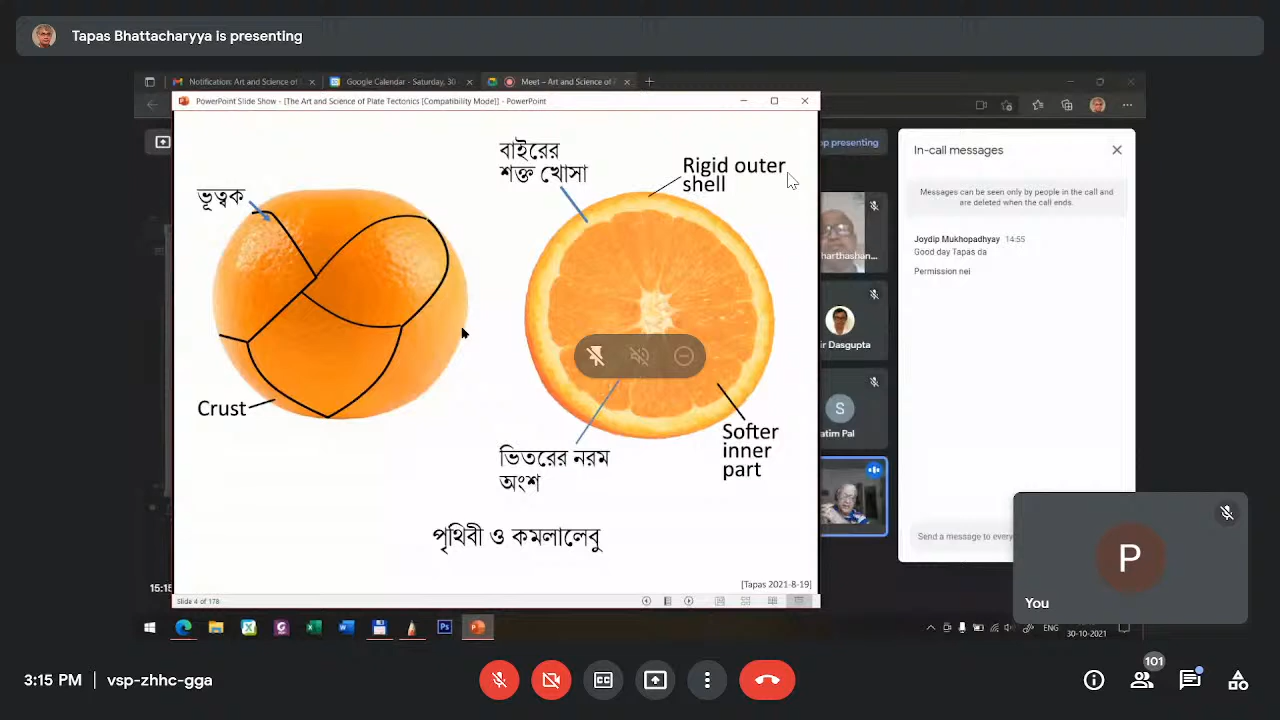 Tapas Bhattacharyya is presenting
Notification: Art and Science of
Google Calendar - Saturday, 30
Meet – Art and Science of
PowerPoint Slide Show - [The Art and Science of Plate Tectonics [Compatibility Mode]] - PowerPoint
op presenting
In-call messages
Messages can be seen only by people in the call and
are deleted when the call ends.
Joydip Mukhopadhyay 14:55
Good day Tapas da
Permission nei
বাইরের
শক্ত খোসা
Rigid outer
shell
ভূত্বক
Crust
ভিতরের নরম
অংশ
Softer
inner
part
পৃথিবী ও কমলালেবু
[Tapas 2021-8-19]
Slide 4 of 178
harthashan...
ir Dasgupta
S
atim Pal
Send a message to every
P
You
15:15
ENG
30-10-2021
3:15 PM | vsp-zhhc-gga
101